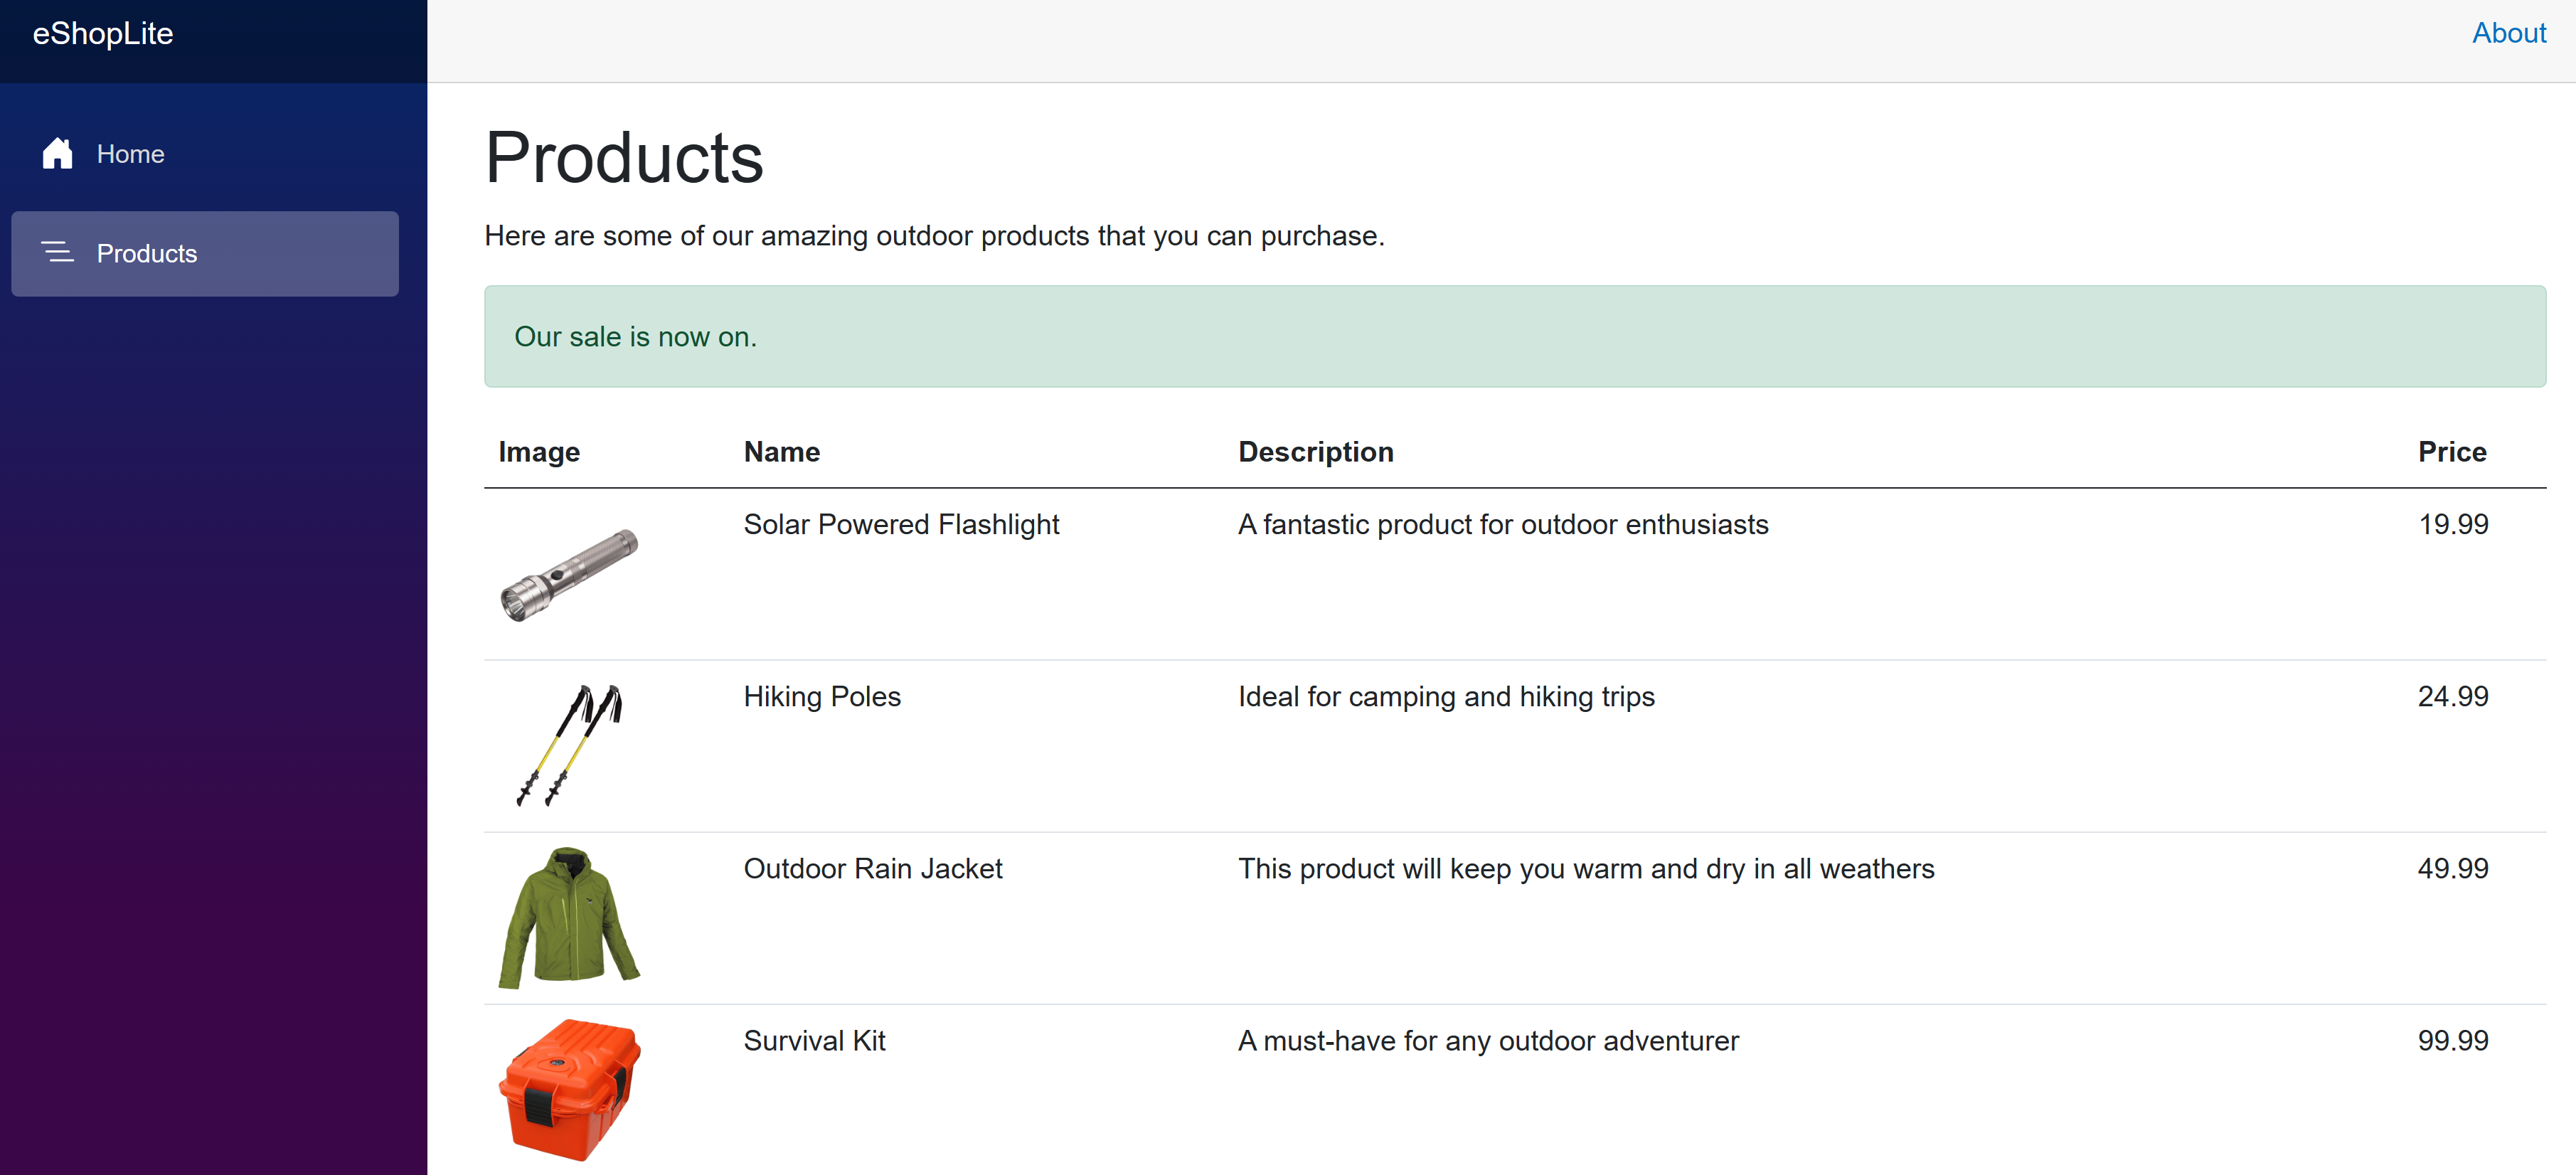 eShopLite
About
Home
Products
Products
Here are some of our amazing outdoor products that you can purchase.
Our sale is now on.
Image Name Description Price
Solar Powered Flashlight A fantastic product for outdoor enthusiasts 19.99
Hiking Poles Ideal for camping and hiking trips 24.99
Outdoor Rain Jacket This product will keep you warm and dry in all weathers 49.99
Survival Kit A must-have for any outdoor adventurer 99.99